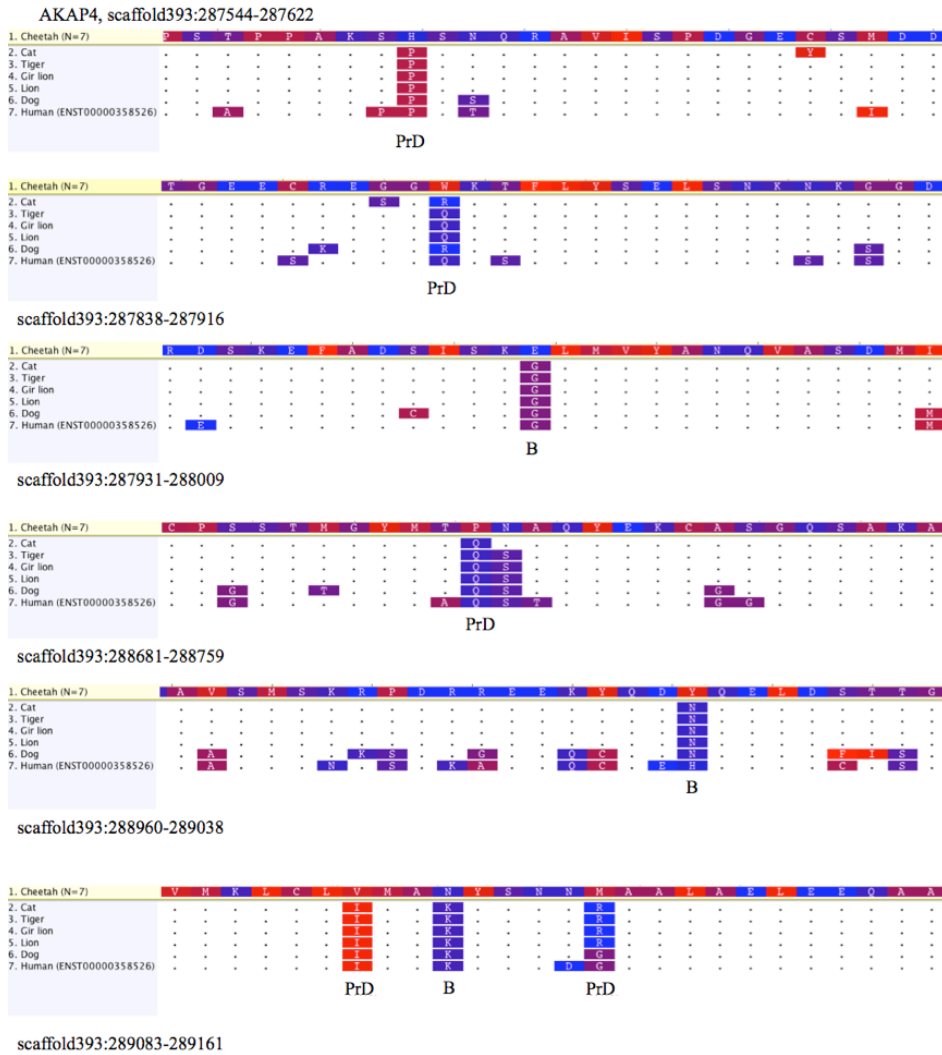 AKAP4, scaffold393:287544-287622
1. Cheetah (N=7) P S T P P A K S H S N Q R A V I S P D G E C S M D D
2. Cat . . . . . . . . P . . . . . . . . . . . . Y . . . .
3. Tiger . . . . . . . . P . . . . . . . . . . . . . . . . .
4. Gir lion . . . . . . . . P . . . . . . . . . . . . . . . . .
5. Lion . . . . . . . . P . . . . . . . . . . . . . . . . .
6. Dog . . . . . . . . P . S . . . . . . . . . . . . . . .
7. Human (ENST00000358526) . . A . . . . P P . T . . . . . . . . . . . . I . .
PrD
1. Cheetah (N=7) T G E E C R E G G W K T F L Y S E L S N K N K G G D
2. Cat . . . . . . . S . R . . . . . . . . . . . . . . . .
3. Tiger . . . . . . . . . Q . . . . . . . . . . . . . . . .
4. Gir lion . . . . . . . . . Q . . . . . . . . . . . . . . . .
5. Lion . . . . . . . . . Q . . . . . . . . . . . . . . . .
6. Dog . . . . . K . . . R . . . . . . . . . . . . . S . .
7. Human (ENST00000358526) . . . . S . . . . Q . S . . . . . . . . . S . S . .
PrD
scaffold393:287838-287916
1. Cheetah (N=7) R D S K E F A D S I S K E L M V Y A N Q V A S D M I
2. Cat . . . . . . . . . . . . G . . . . . . . . . . . . .
3. Tiger . . . . . . . . . . . . G . . . . . . . . . . . . .
4. Gir lion . . . . . . . . . . . . G . . . . . . . . . . . . .
5. Lion . . . . . . . . . . . . G . . . . . . . . . . . . .
6. Dog . . . . . . . . C . . . G . . . . . . . . . . . . M
7. Human (ENST00000358526) . E . . . . . . . . . . G . . . . . . . . . . . . M
B
scaffold393:287931-288009
1. Cheetah (N=7) C P S S T M G Y M T P N A Q Y E K C A S G Q S A K A
2. Cat . . . . . . . . . . Q . . . . . . . . . . . . . . .
3. Tiger . . . . . . . . . . Q S . . . . . . . . . . . . . .
4. Gir lion . . . . . . . . . . Q S . . . . . . . . . . . . . .
5. Lion . . . . . . . . . . Q S . . . . . . . . . . . . . .
6. Dog . . G . . T . . . . Q S . . . . . . G . . . . . . .
7. Human (ENST00000358526) . . G . . . . . . A Q S T . . . . . G G . . . . . .
PrD
scaffold393:288681-288759
1. Cheetah (N=7) A V S M S K R P D R R E E K Y Q D Y Q E L D S T T G
2. Cat . . . . . . . . . . . . . . . . . N . . . . . . . .
3. Tiger . . . . . . . . . . . . . . . . . N . . . . . . . .
4. Gir lion . . . . . . . . . . . . . . . . . N . . . . . . . .
5. Lion . . . . . . . . . . . . . . . . . N . . . . . . . .
6. Dog . A . . . . K S . . G . . Q C . . N . . . . F I S .
7. Human (ENST00000358526) . A . . . N . S . K A . . Q C . E H . . . . C . S .
B
scaffold393:288960-289038
1. Cheetah (N=7) V M K L C L V M A N Y S N N M A A L A E L E E Q A A
2. Cat . . . . . . I . . K . . . . R . . . . . . . . . . .
3. Tiger . . . . . . I . . K . . . . R . . . . . . . . . . .
4. Gir lion . . . . . . I . . K . . . . R . . . . . . . . . . .
5. Lion . . . . . . I . . K . . . . R . . . . . . . . . . .
6. Dog . . . . . . I . . K . . . . G . . . . . . . . . . .
7. Human (ENST00000358526) . . . . . . I . . K . . . D G . . . . . . . . . . .
PrD B PrD
scaffold393:289083-289161